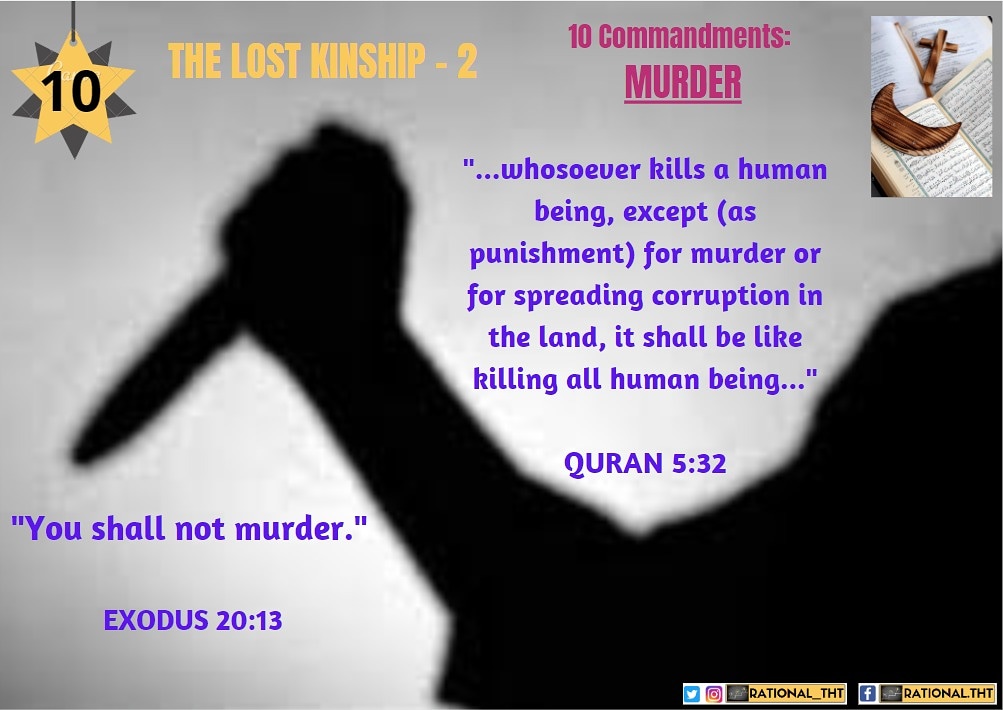 10
THE LOST KINSHIP - 2
10 Commandments:
MURDER
"...whosoever kills a human
being, except (as
punishment) for murder or
for spreading corruption in
the land, it shall be like
killing all human being..."
QURAN 5:32
"You shall not murder."
EXODUS 20:13
RATIONAL_THT
RATIONAL.THT